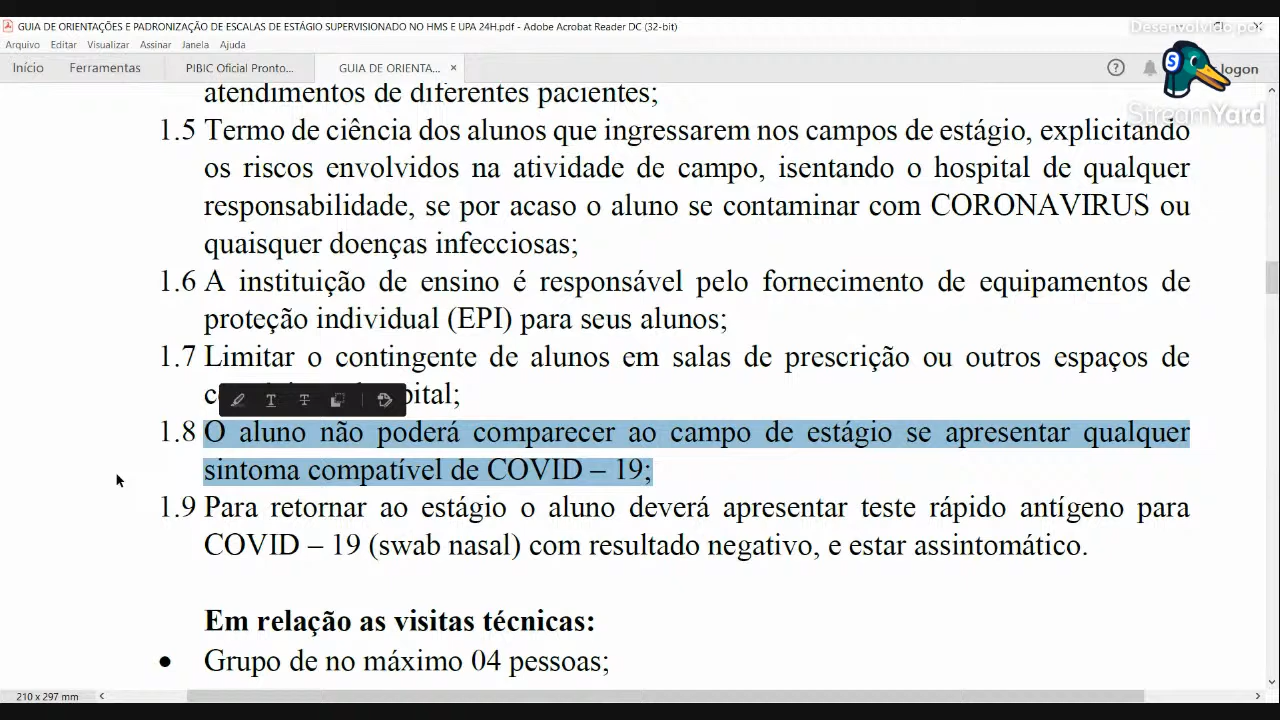 GUIA DE ORIENTAÇÕES E PADRONIZAÇÃO DE ESCALAS DE ESTÁGIO SUPERVISIONADO NO HMS E UPA 24H.pdf - Adobe Acrobat Reader DC (32-bit)
Desenvolvido por
Arquivo Editar Visualizar Assinar Janela Ajuda
Início Ferramentas PIBIC Oficial Pronto... GUIA DE ORIENTA... × ? logon
StreamYard
atendimentos de diferentes pacientes;
1.5 Termo de ciência dos alunos que ingressarem nos campos de estágio, explicitando
os riscos envolvidos na atividade de campo, isentando o hospital de qualquer
responsabilidade, se por acaso o aluno se contaminar com CORONAVIRUS ou
quaisquer doenças infecciosas;
1.6 A instituição de ensino é responsável pelo fornecimento de equipamentos de
proteção individual (EPI) para seus alunos;
1.7 Limitar o contingente de alunos em salas de prescrição ou outros espaços de
pital;
1.8 O aluno não poderá comparecer ao campo de estágio se apresentar qualquer
sintoma compatível de COVID – 19;
1.9 Para retornar ao estágio o aluno deverá apresentar teste rápido antígeno para
COVID – 19 (swab nasal) com resultado negativo, e estar assintomático.
Em relação as visitas técnicas:
• Grupo de no máximo 04 pessoas;
210 x 297 mm